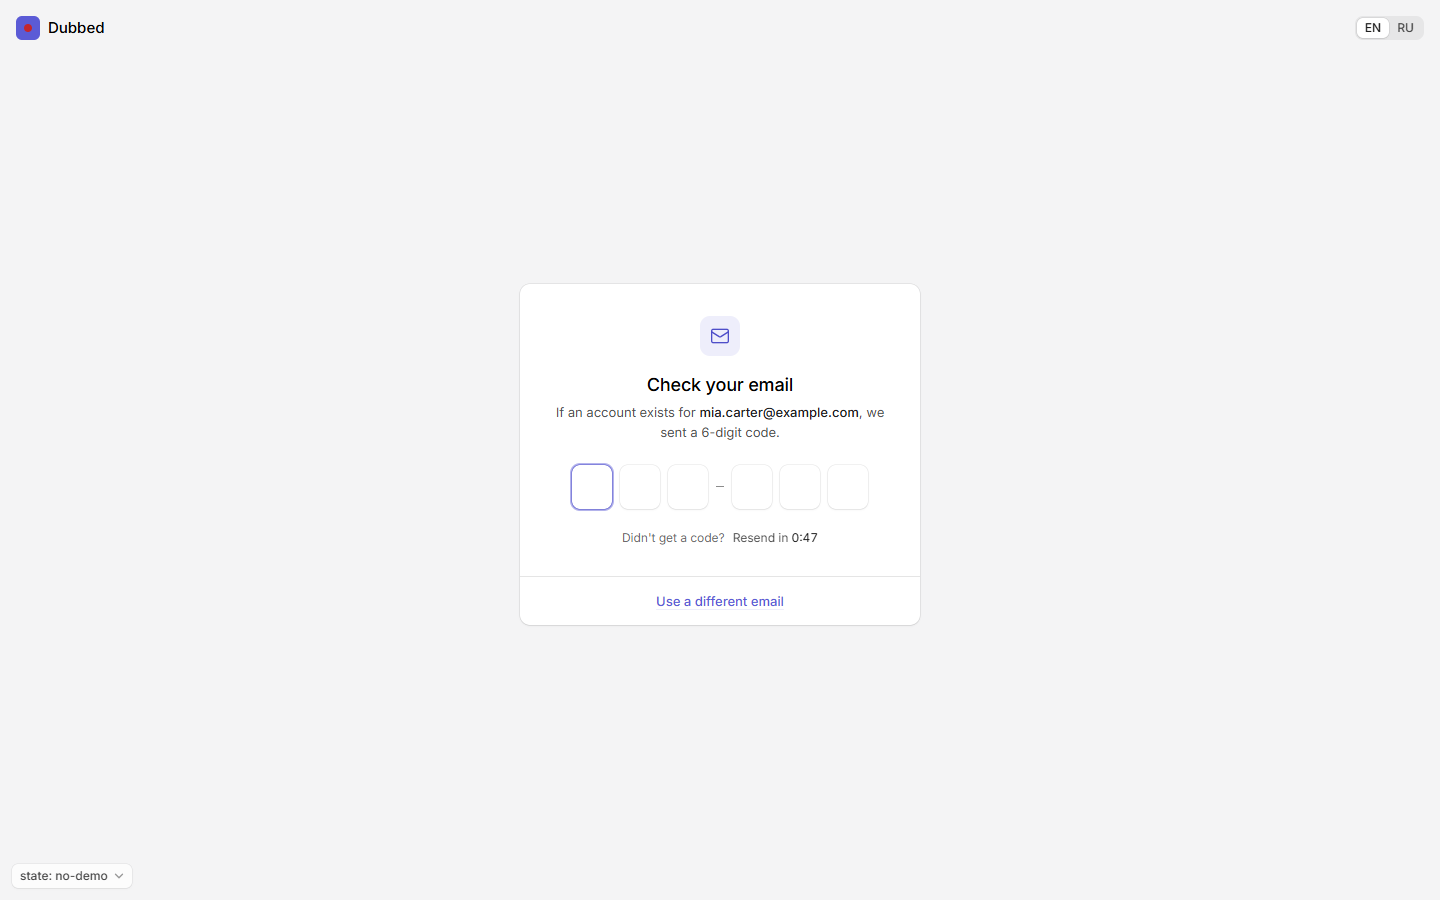 Dubbed
EN RU
Check your email
If an account exists for mia.carter@example.com, we
sent a 6-digit code.
–
Didn't get a code? Resend in 0:47
Use a different email
state: no-demo